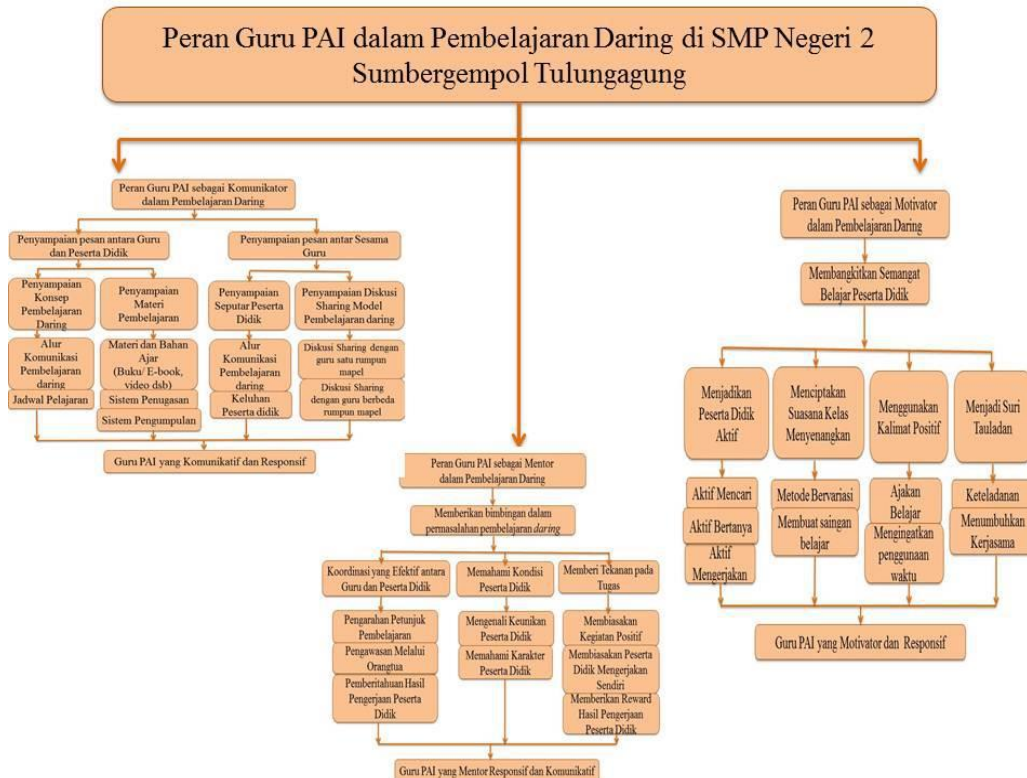 Peran Guru PAI dalam Pembelajaran Daring di SMP Negeri 2
Sumbergempol Tulungagung
Peran Guru PAI sebagai Komunikator
dalam Pembelajaran Daring
Penyampaian pesan antara Guru
dan Peserta Didik
Penyampaian pesan antar Sesama
Guru
Penyampaian
Konsep
Pembelajaran
Daring
Penyampaian
Materi
Pembelajaran
Penyampaian
Seputar Peserta
Didik
Penyampaian Diskusi
Sharing Model
Pembelajaran daring
Alur
Komunikasi
Pembelajaran
daring
Jadwal Pelajaran
Materi dan Bahan
Ajar
(Buku/ E-book,
video dsb)
Sistem Penugasan
Sistem Pengumpulan
Alur
Komunikasi
Pembelajaran
daring
Keluhan
Peserta didik
Diskusi Sharing dengan
guru satu rumpun
mapel
Diskusi Sharing
dengan guru berbeda
rumpun mapel
Guru PAI yang Komunikatif dan Responsif
Peran Guru PAI sebagai Mentor
dalam Pembelajaran Daring
Memberikan bimbingan dalam
permasalahan pembelajaran daring
Koordinasi yang Efektif antara
Guru dan Peserta Didik
Memahami Kondisi
Peserta Didik
Memberi Tekanan pada
Tugas
Pengarahan Petunjuk
Pembelajaran
Pengawasan Melalui
Orangtua
Pemberitahuan Hasil
Pengerjaan Peserta
Didik
Mengenali Keunikan
Peserta Didik
Memahami Karakter
Peserta Didik
Membiasakan
Kegiatan Positif
Membiasakan Peserta
Didik Mengerjakan
Sendiri
Memberikan Reward
Hasil Pengerjaan
Peserta Didik
Guru PAI yang Mentor Responsif dan Komunikatif
Peran Guru PAI sebagai Motivator
dalam Pembelajaran Daring
Membangkitkan Semangat
Belajar Peserta Didik
Menjadikan
Peserta Didik
Aktif
Menciptakan
Suasana Kelas
Menyenangkan
Menggunakan
Kalimat Positif
Menjadi Suri
Tauladan
Aktif Mencari
Aktif Bertanya
Aktif
Mengerjakan
Metode Bervariasi
Membuat saingan
belajar
Ajakan
Belajar
Mengingatkan
penggunaan
waktu
Keteladanan
Menumbuhkan
Kerjasama
Guru PAI yang Motivator dan Responsif